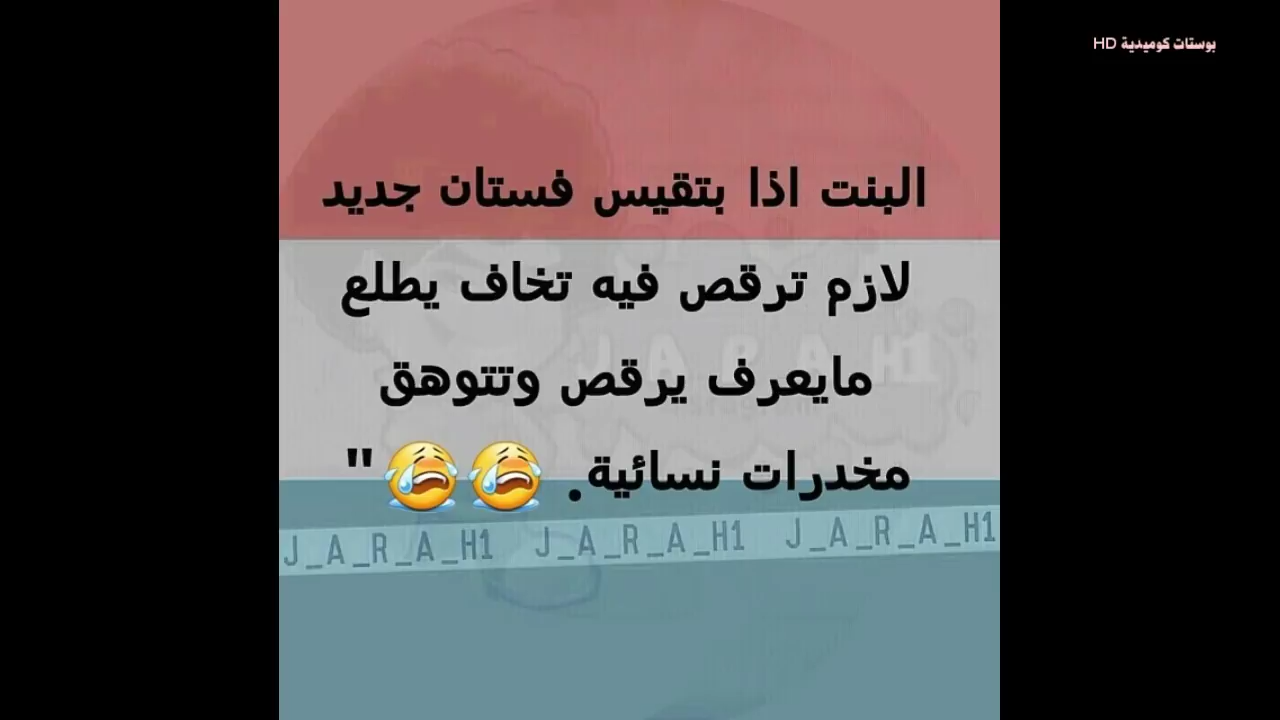 بوستات كوميدية HD
البنت اذا بتقيس فستان جديد
لازم ترقص فيه تخاف يطلع
مايعرف يرقص وتتوهق
مخدرات نسائية. 😭😭"
J_A_R_A_H1
J_A_R_A_H1 J_A_R_A_H1 J_A_R_A_H1